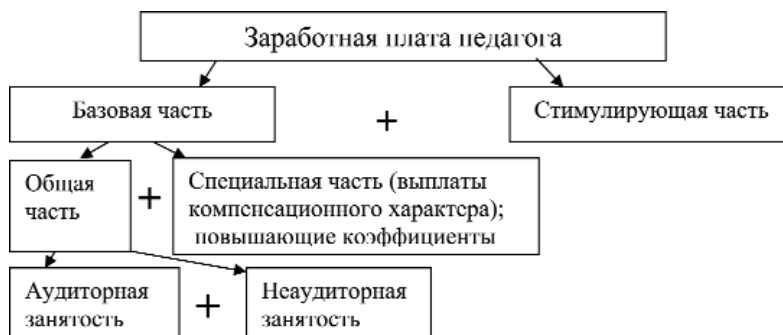 Заработная плата педагога
Базовая часть
+
Стимулирующая часть
Общая
часть
+
Специальная часть (выплаты
компенсационного характера);
повышающие коэффициенты
Аудиторная
занятость
+
Неаудиторная
занятость